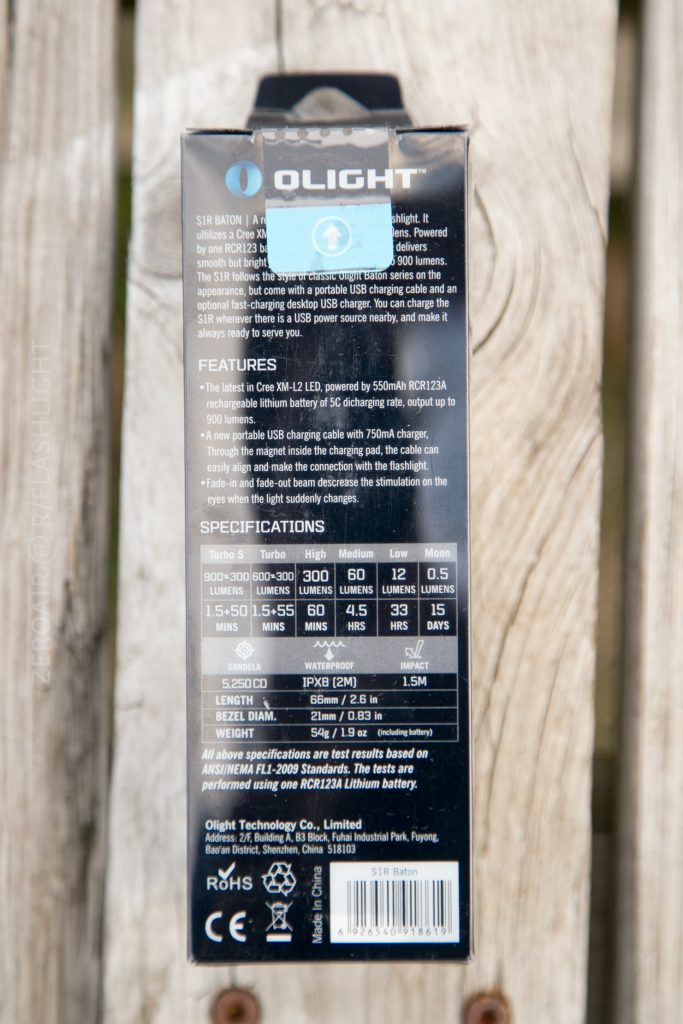 OLIGHT™
S1R BATON | A shlight. It
ultilizes a Cree XM lens. Powered
by one RCR123 ba delivers
smooth but bright 900 lumens.
The S1R follows the style of classic Olight Baton series on the
appearance, but come with a portable USB charging cable and an
optional fast-charging desktop USB charger. You can charge the
S1R wherever there is a USB power source nearby, and make it
always ready to serve you.
FEATURES
•The latest in Cree XM-L2 LED, powered by 550mAh RCR123A
rechargeable lithium battery of 5C dicharging rate, output up to
900 lumens.
•A new portable USB charging cable with 750mA charger,
Through the magnet inside the charging pad, the cable can
easily align and make the connection with the flashlight.
•Fade-in and fade-out beam descrease the stimulation on the
eyes when the light suddenly changes.
SPECIFICATIONS
Turbo S Turbo High Medium Low Moon
900~300 600~300 300 60 12 0.5
LUMENS LUMENS LUMENS LUMENS LUMENS LUMENS
1.5+50 1.5+55 60 4.5 33 15
MINS MINS MINS HRS HRS DAYS
CANDELA WATERPROOF IMPACT
5,250CD IPX8 (2M) 1.5M
LENGTH 66mm / 2.6 in
BEZEL DIAM. 21mm / 0.83 in
WEIGHT 54g / 1.9 oz (including battery)
All above specifications are test results based on
ANSI/NEMA FL1-2009 Standards. The tests are
performed using one RCR123A Lithium battery.
Olight Technology Co., Limited
Address: 2/F, Building A, B3 Block, Fuhai Industrial Park, Fuyong,
Bao'an District, Shenzhen, China 518103
RoHS
CE
Made In China
S1R Baton
6 926540 918619
ZEROAIR @ R/FLASHLIGHT